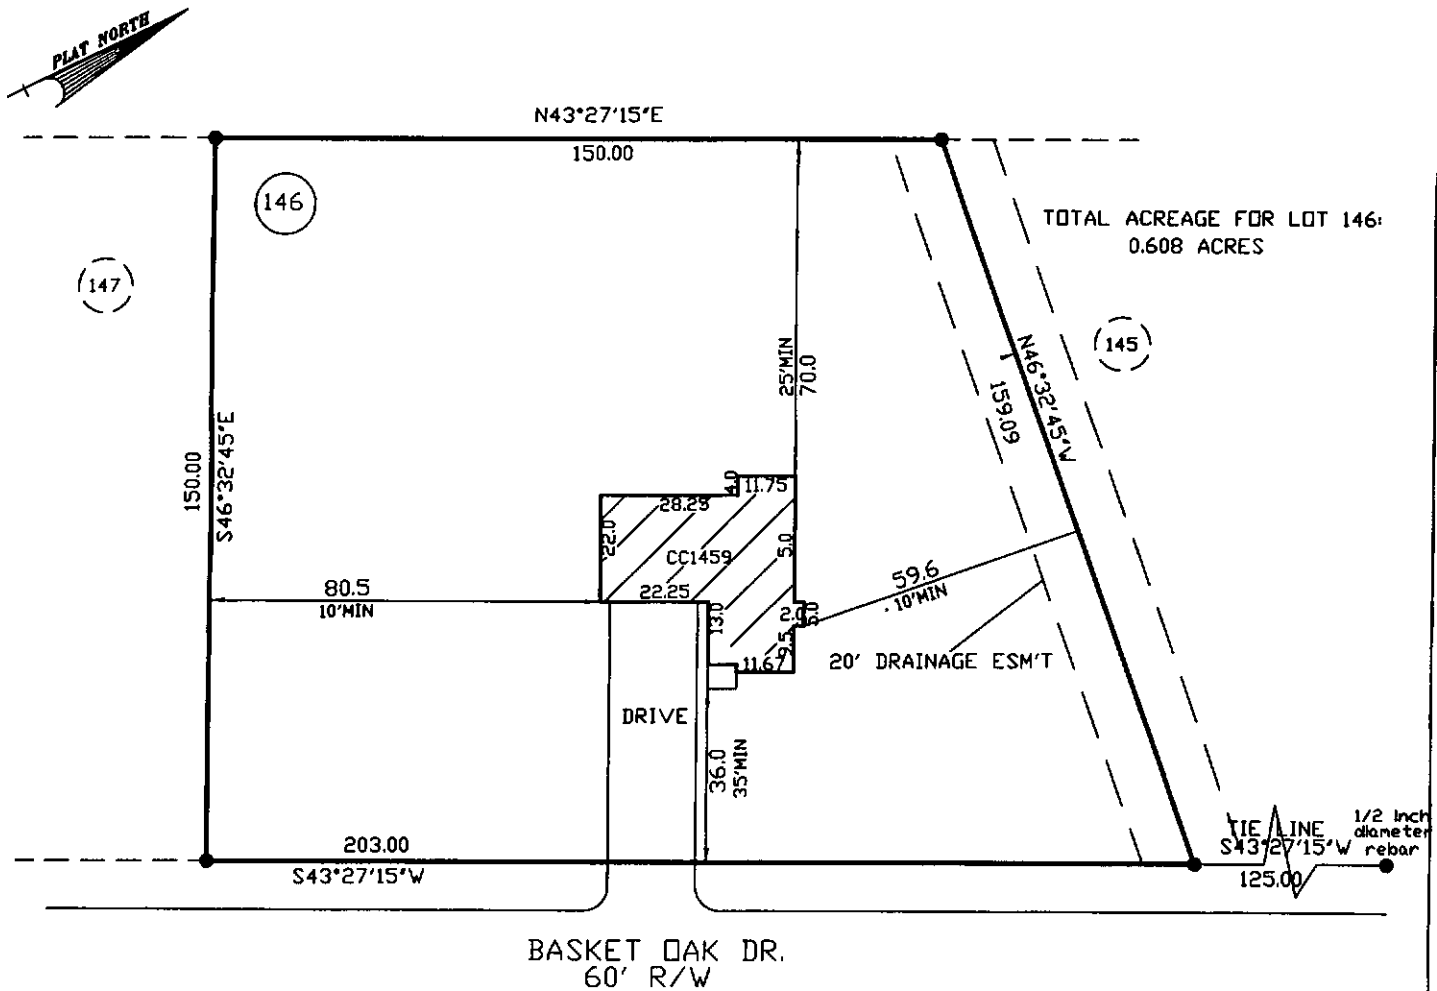 PLAT NORTH
N43°27'15"E
150.00
146
147
TOTAL ACREAGE FOR LOT 146:
0.608 ACRES
145
N46°32'45"W
159.09
25'MIN
70.0
150.00
S46°32'45"E
4.0
11.75
28.25
22.0
CC1459
5.0
22.25
80.5
10'MIN
13.0
2.0
5.0
9.5
11.67
59.6
10'MIN
20' DRAINAGE ESM'T
DRIVE
36.0
35'MIN
203.00
S43°27'15"W
TIE LINE
S43°27'15"W
125.00
1/2 inch
diameter
rebar
BASKET OAK DR.
60' R/W